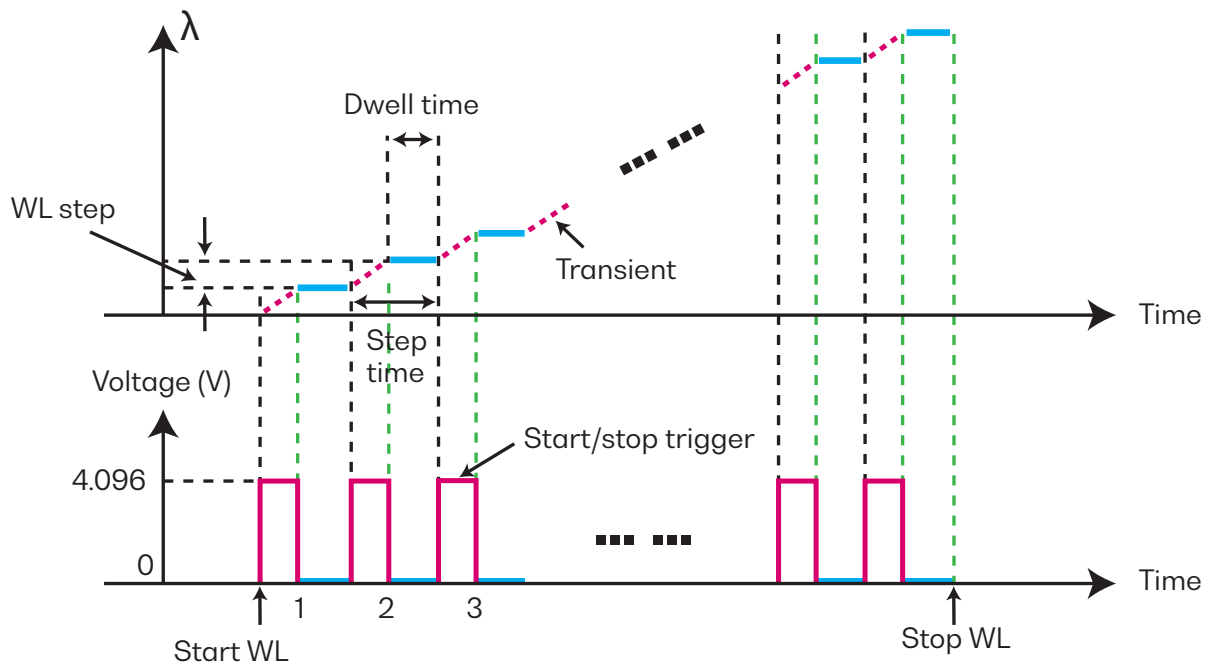 λ
Dwell time
WL step
Transient
Time
Step
time
Voltage (V)
Start/stop trigger
4.096
0
Time
1 2 3
Start WL
Stop WL